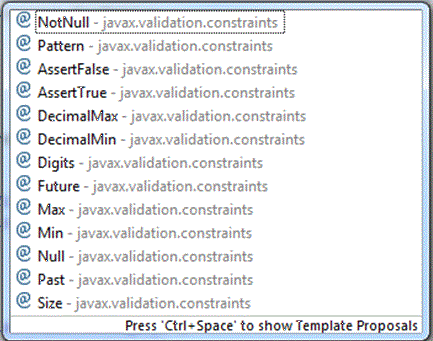 @ NotNull - javax.validation.constraints
@ Pattern - javax.validation.constraints
@ AssertFalse - javax.validation.constraints
@ AssertTrue - javax.validation.constraints
@ DecimalMax - javax.validation.constraints
@ DecimalMin - javax.validation.constraints
@ Digits - javax.validation.constraints
@ Future - javax.validation.constraints
@ Max - javax.validation.constraints
@ Min - javax.validation.constraints
@ Null - javax.validation.constraints
@ Past - javax.validation.constraints
@ Size - javax.validation.constraints
Press 'Ctrl+Space' to show Template Proposals